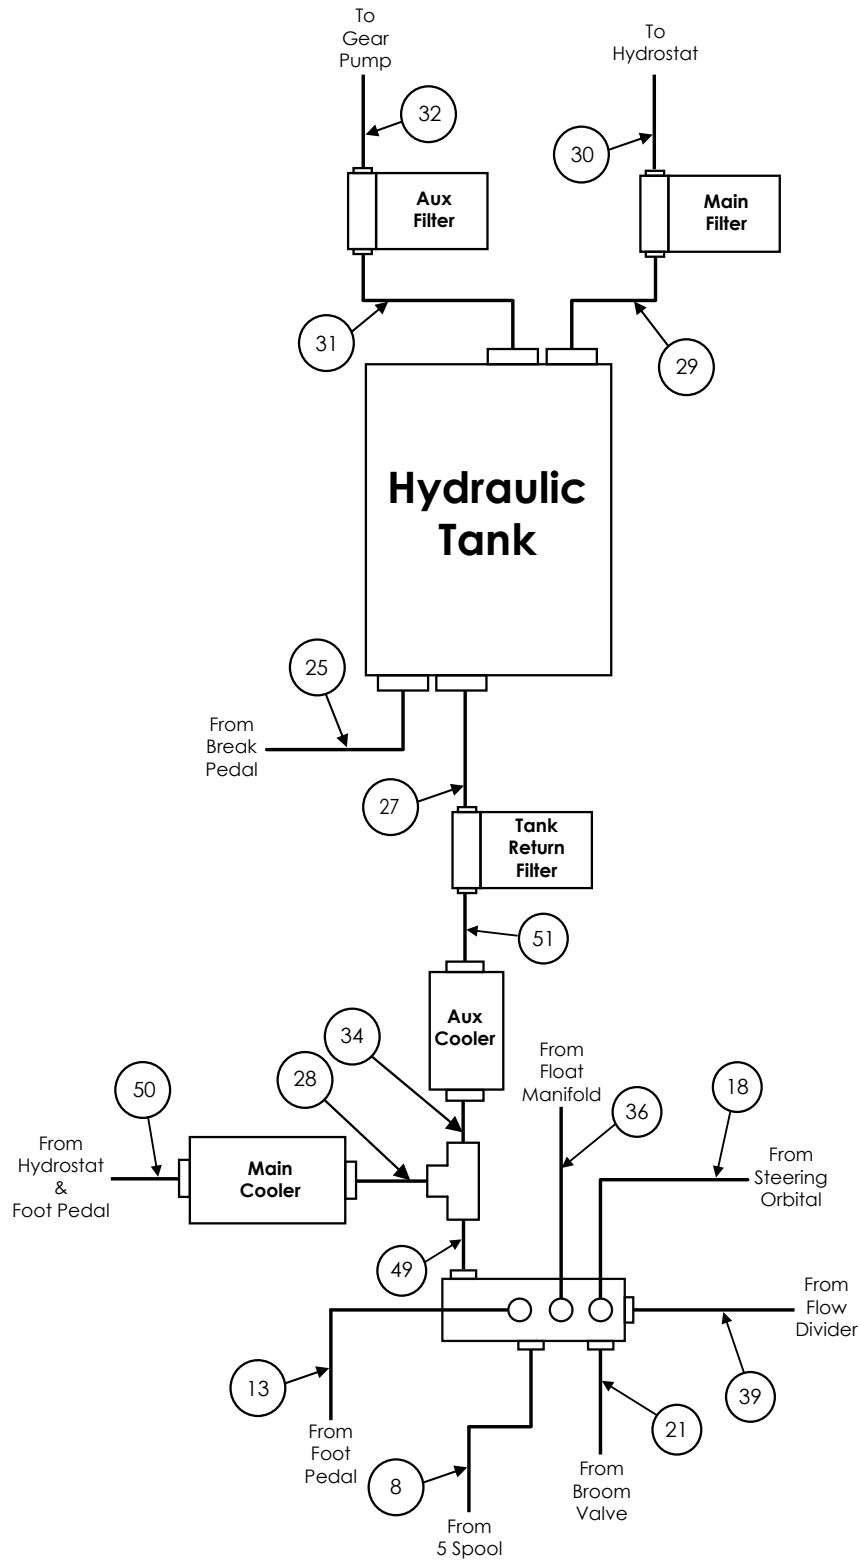 To
Gear
Pump
To
Hydrostat
32
30
Aux
Filter
Main
Filter
31
29
Hydraulic
Tank
25
From
Break
Pedal
27
Tank
Return
Filter
51
Aux
Cooler
34
28
50
From
Float
Manifold
36
18
From
Hydrostat
&
Foot Pedal
Main
Cooler
From
Steering
Orbital
49
From
Flow
Divider
13
39
21
From
Foot
Pedal
8
From
Broom
Valve
From
5 Spool